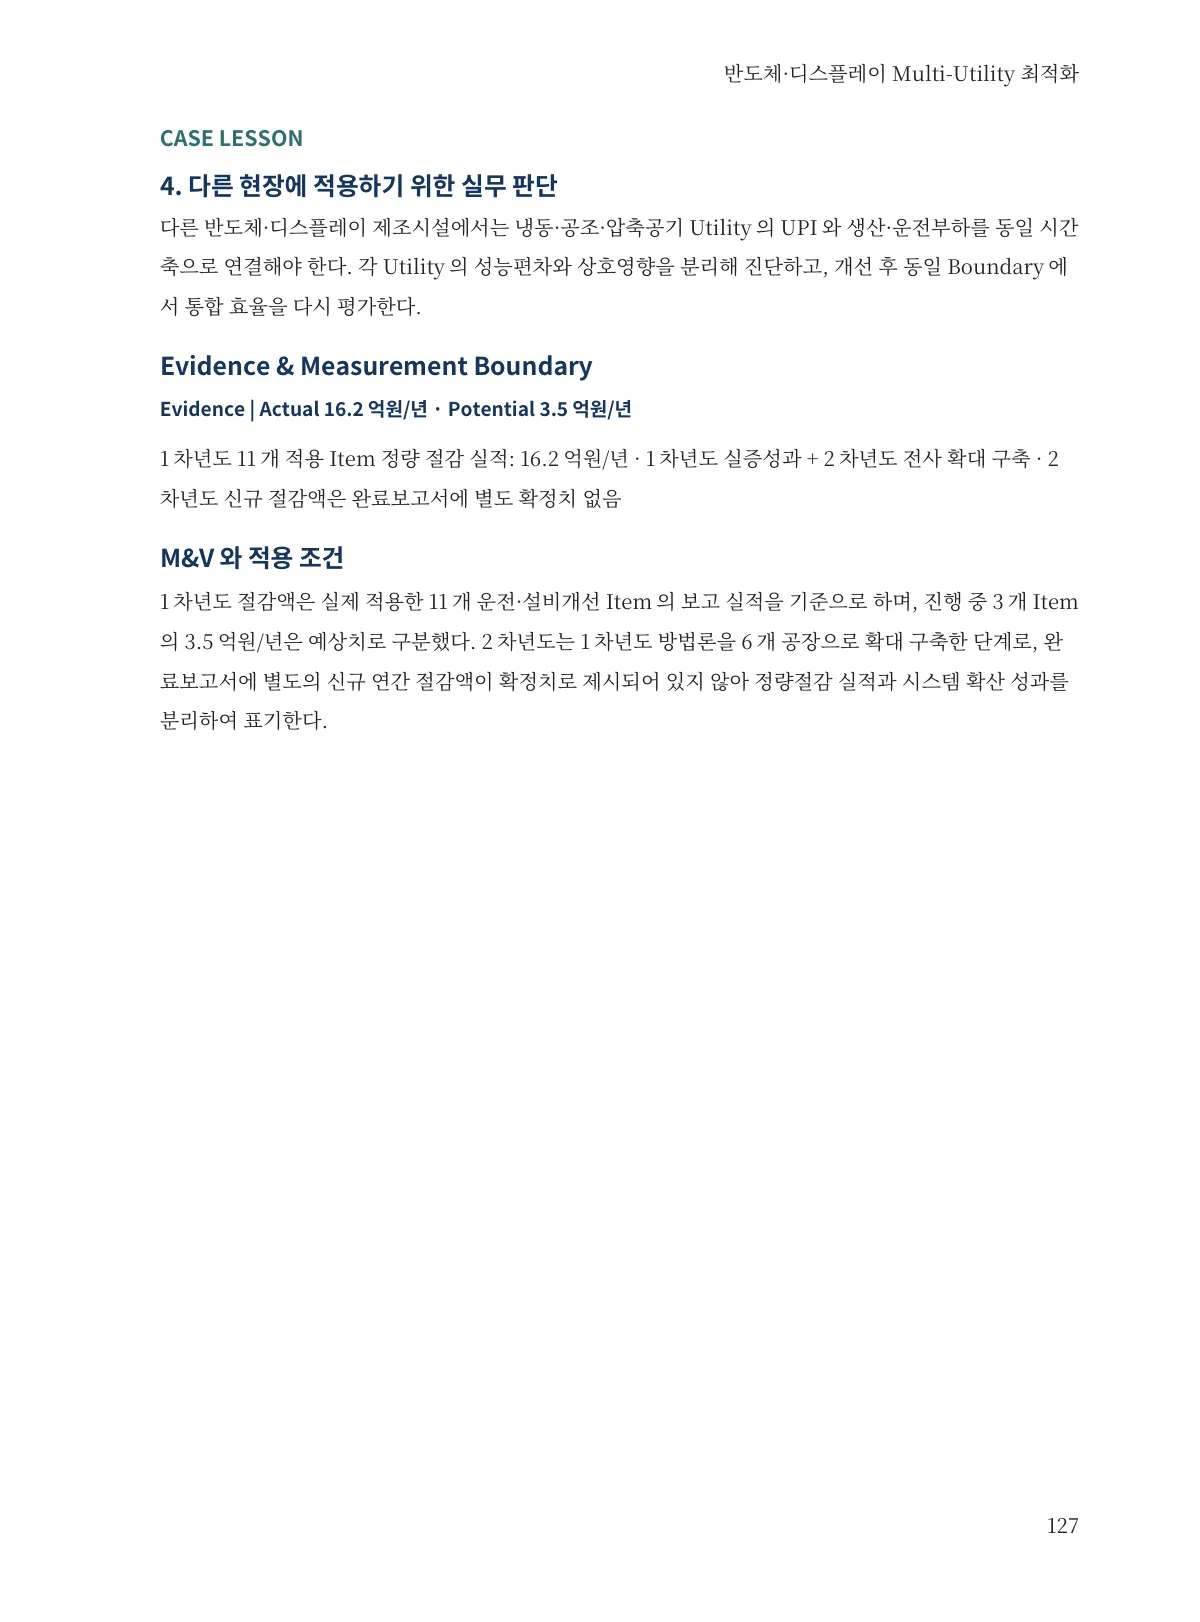 반도체·디스플레이 Multi-Utility 최적화
CASE LESSON
4. 다른 현장에 적용하기 위한 실무 판단
다른 반도체·디스플레이 제조시설에서는 냉동·공조·압축공기 Utility 의 UPI 와 생산·운전부하를 동일 시간
축으로 연결해야 한다. 각 Utility 의 성능편차와 상호영향을 분리해 진단하고, 개선 후 동일 Boundary 에
서 통합 효율을 다시 평가한다.
Evidence & Measurement Boundary
Evidence | Actual 16.2 억원/년 · Potential 3.5 억원/년
1 차년도 11 개 적용 Item 정량 절감 실적: 16.2 억원/년 · 1 차년도 실증성과 + 2 차년도 전사 확대 구축 · 2
차년도 신규 절감액은 완료보고서에 별도 확정치 없음
M&V 와 적용 조건
1 차년도 절감액은 실제 적용한 11 개 운전·설비개선 Item 의 보고 실적을 기준으로 하며, 진행 중 3 개 Item
의 3.5 억원/년은 예상치로 구분했다. 2 차년도는 1 차년도 방법론을 6 개 공장으로 확대 구축한 단계로, 완
료보고서에 별도의 신규 연간 절감액이 확정치로 제시되어 있지 않아 정량절감 실적과 시스템 확산 성과를
분리하여 표기한다.
127